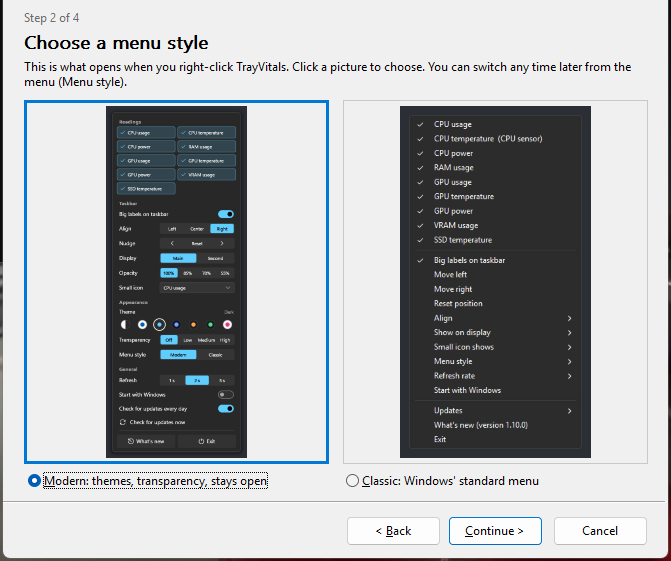 Step 2 of 4
Choose a menu style
This is what opens when you right-click TrayVitals. Click a picture to choose. You can switch any time later from the
menu (Menu style).
Readings
✓ CPU usage ✓ CPU temperature
✓ CPU power ✓ RAM usage
✓ GPU usage ✓ GPU temperature
✓ GPU power ✓ VRAM usage
✓ SSD temperature
Taskbar
Big labels on taskbar
Align Left Center Right
Nudge < Reset >
Display Main Second
Opacity 100% 85% 70% 55%
Small icon CPU usage
Appearance
Theme Dark
Transparency Off Low Medium High
Menu style Modern Classic
General
Refresh 1 s 2 s 5 s
Start with Windows
Check for updates every day
Check for updates now
What's new Exit
✓ CPU usage
✓ CPU temperature (CPU sensor)
✓ CPU power
✓ RAM usage
✓ GPU usage
✓ GPU temperature
✓ GPU power
✓ VRAM usage
✓ SSD temperature
✓ Big labels on taskbar
Move left
Move right
Reset position
Align >
Show on display >
Small icon shows >
Menu style >
Refresh rate >
Start with Windows
Updates >
What's new (version 1.10.0)
Exit
Modern: themes, transparency, stays open
Classic: Windows' standard menu
< Back
Continue >
Cancel